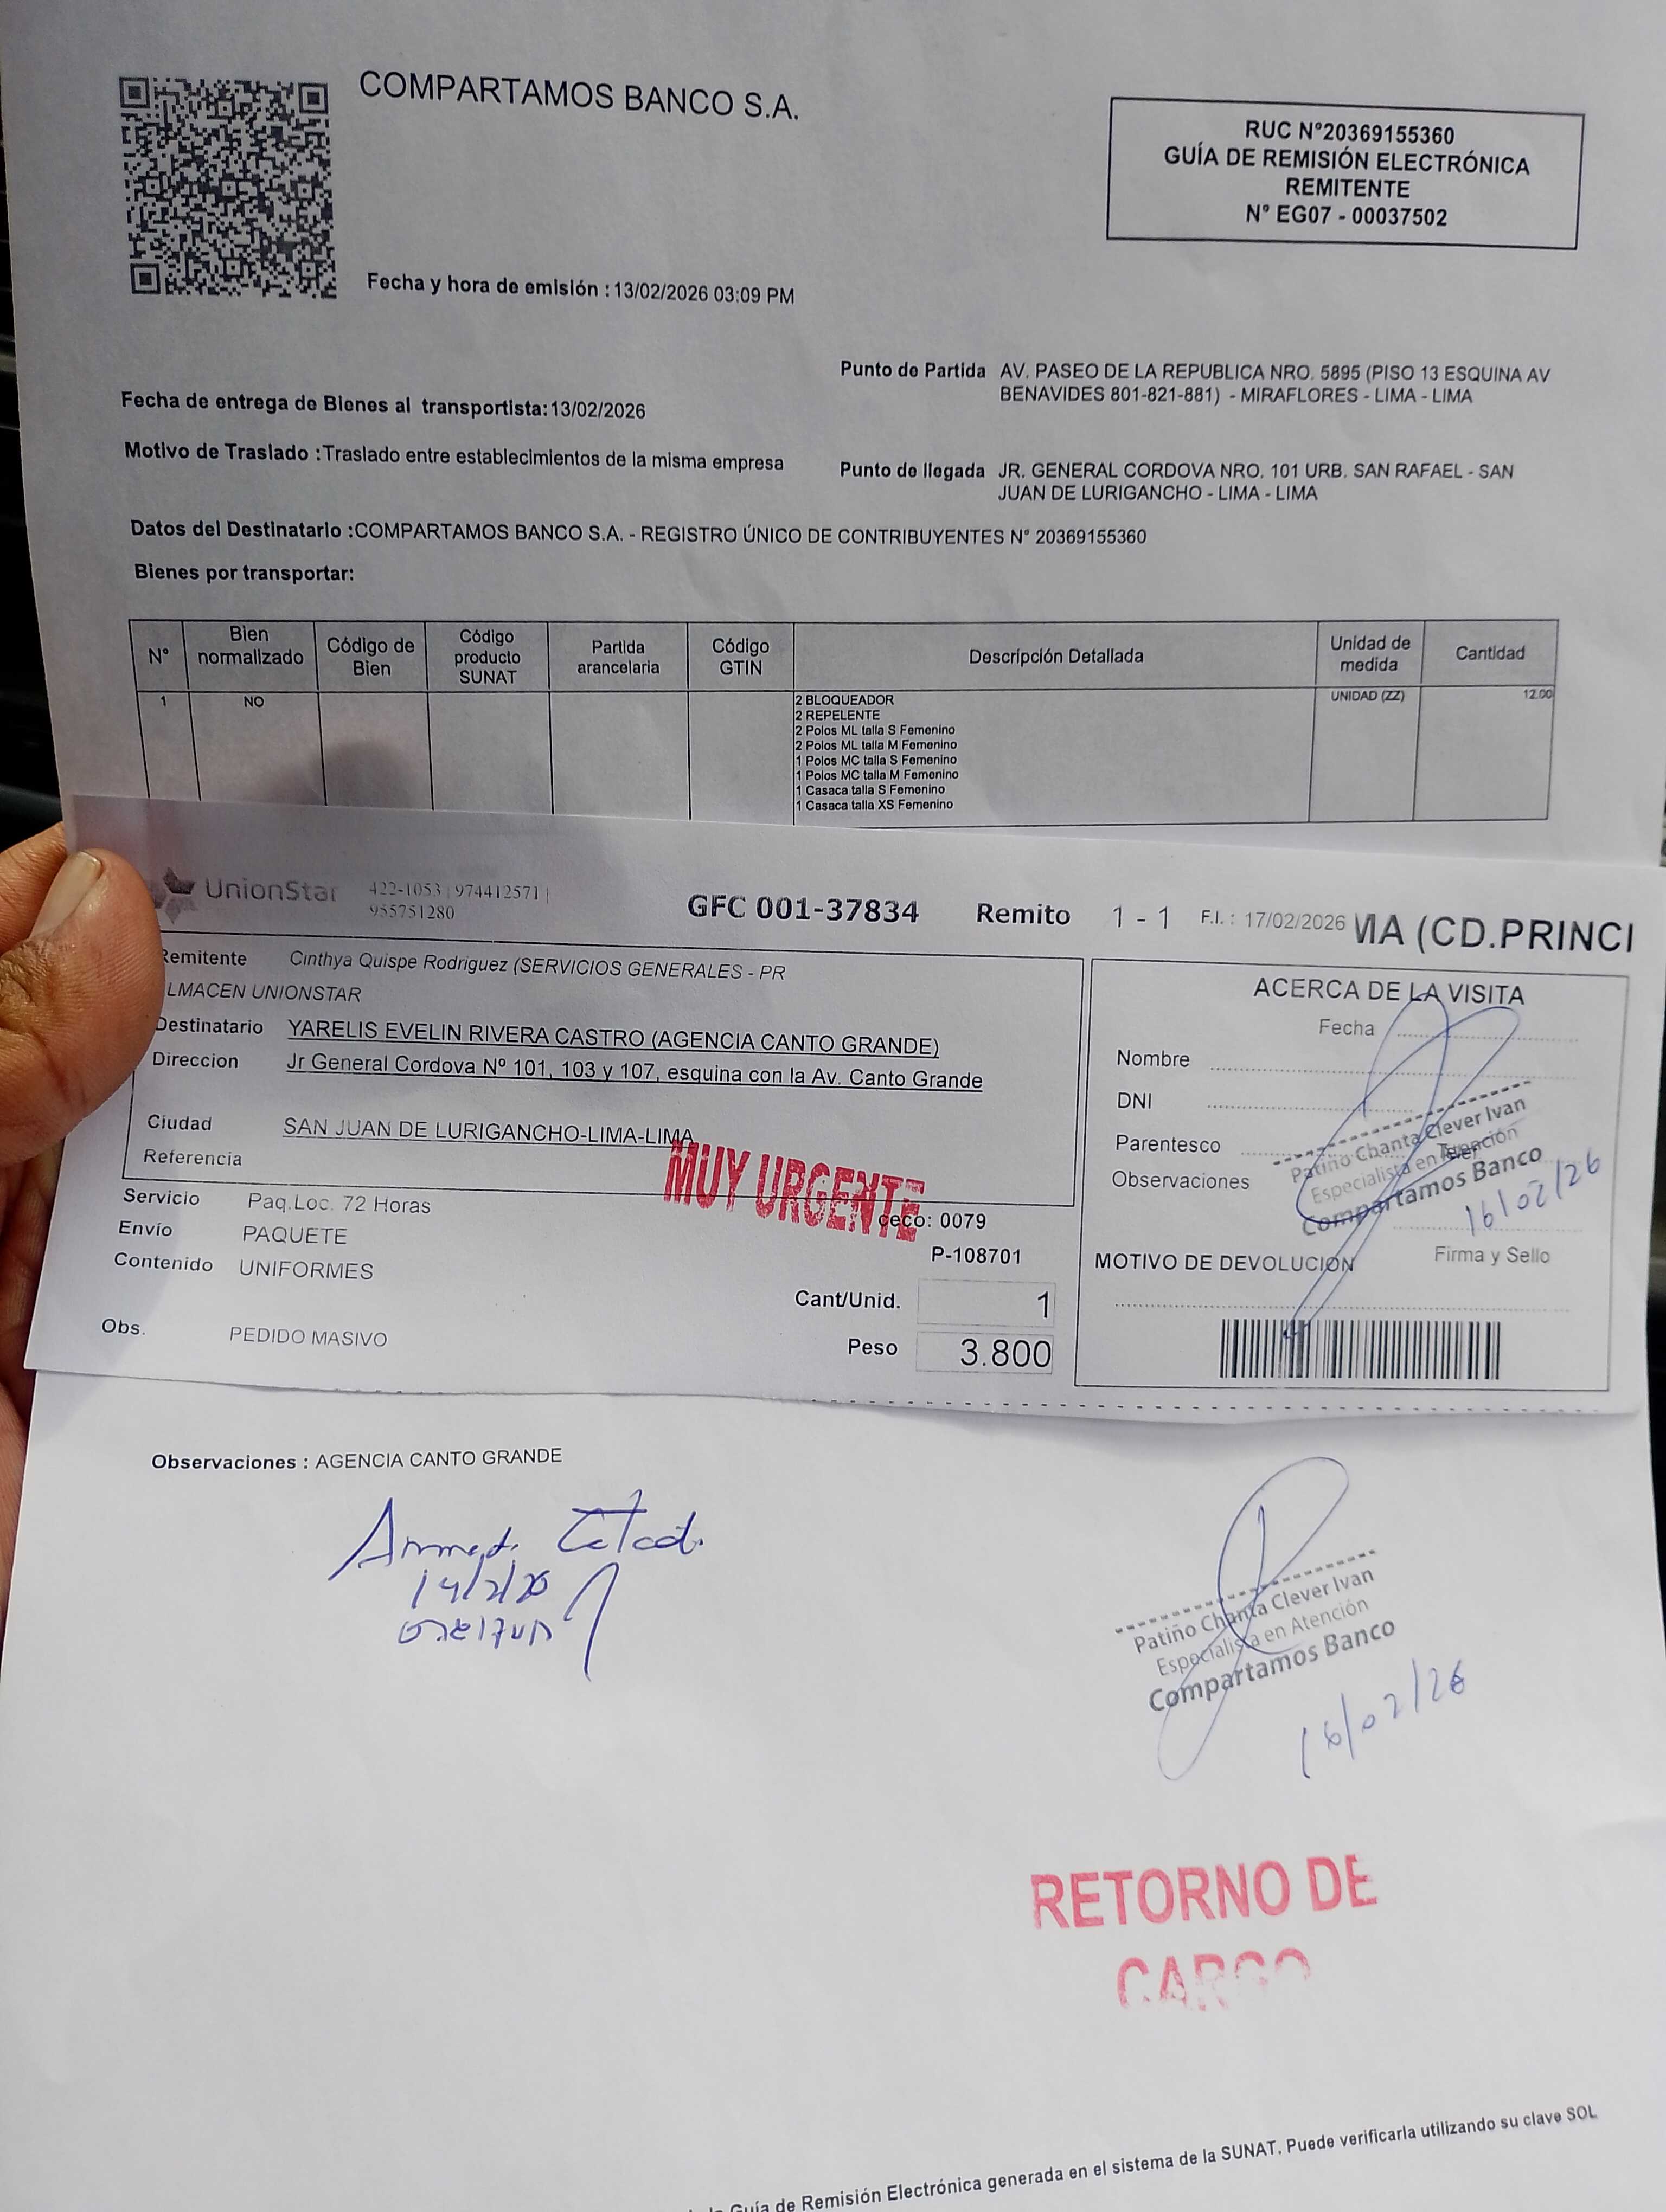 COMPARTAMOS BANCO S.A.
RUC N°20369155360
GUÍA DE REMISIÓN ELECTRÓNICA
REMITENTE
N° EG07 - 00037502
Fecha y hora de emisión : 13/02/2026 03:09 PM
Punto de Partida AV. PASEO DE LA REPUBLICA NRO. 5895 (PISO 13 ESQUINA AV
BENAVIDES 801-821-881) - MIRAFLORES - LIMA - LIMA
Fecha de entrega de Bienes al transportista: 13/02/2026
Motivo de Traslado : Traslado entre establecimientos de la misma empresa
Punto de llegada JR. GENERAL CORDOVA NRO. 101 URB. SAN RAFAEL - SAN
JUAN DE LURIGANCHO - LIMA - LIMA
Datos del Destinatario : COMPARTAMOS BANCO S.A. - REGISTRO ÚNICO DE CONTRIBUYENTES N° 20369155360
Bienes por transportar:
N° Bien normalizado Código de Bien Código producto SUNAT Partida arancelaria Código GTIN Descripción Detallada Unidad de medida Cantidad
1 NO 2 BLOQUEADOR UNIDAD (ZZ) 12.00
2 REPELENTE
2 Polos ML talla S Femenino
2 Polos ML talla M Femenino
1 Polos MC talla S Femenino
1 Polos MC talla M Femenino
1 Casaca talla S Femenino
1 Casaca talla XS Femenino
UnionStar 422-1053 | 974412571 |
955751280
GFC 001-37834 Remito 1 - 1 F.I. : 17/02/2026 MA (CD.PRINCI
Remitente Cinthya Quispe Rodriguez (SERVICIOS GENERALES - PR
LMACEN UNIONSTAR
Destinatario YARELIS EVELIN RIVERA CASTRO (AGENCIA CANTO GRANDE)
Direccion Jr General Cordova Nº 101, 103 y 107, esquina con la Av. Canto Grande
Ciudad SAN JUAN DE LURIGANCHO-LIMA-LIMA
Referencia
MUY URGENTE
Servicio Paq.Loc. 72 Horas
ceco: 0079
Envío PAQUETE
P-108701
Contenido UNIFORMES
Cant/Unid. 1
Obs. PEDIDO MASIVO
Peso 3.800
ACERCA DE LA VISITA
Fecha
Nombre
DNI
Parentesco
Observaciones
Patiño Chanta Clever Ivan
Especialista en Atención
Compartamos Banco
16/02/26
Firma y Sello
MOTIVO DE DEVOLUCION
Observaciones : AGENCIA CANTO GRANDE
Patiño Chanta Clever Ivan
Especialista en Atención
Compartamos Banco
16/02/26
RETORNO DE
CARGO
Guía de Remisión Electrónica generada en el sistema de la SUNAT. Puede verificarla utilizando su clave SOL